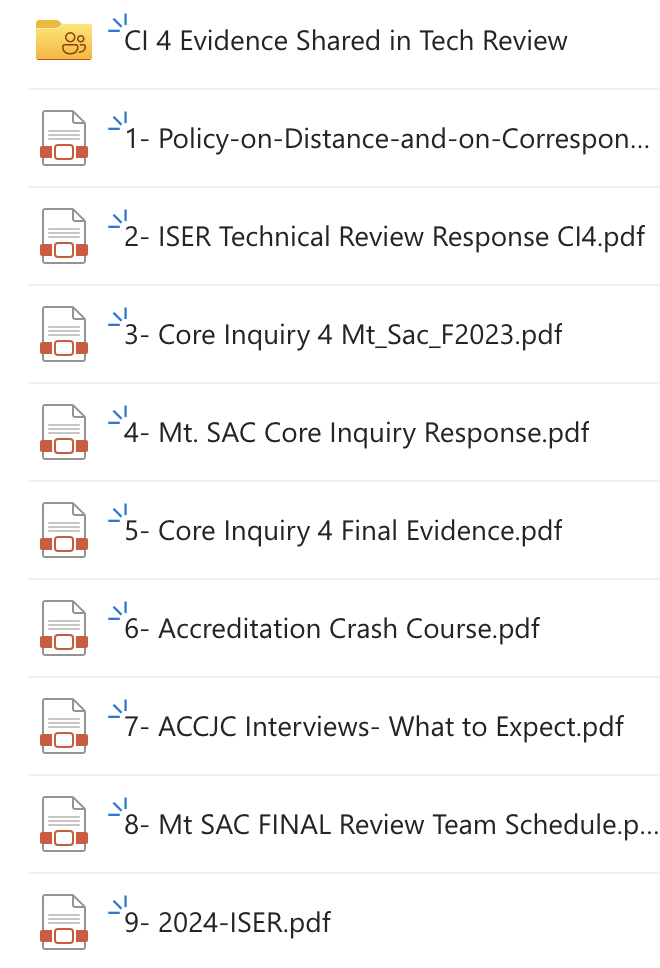 CI 4 Evidence Shared in Tech Review
1- Policy-on-Distance-and-on-Correspon...
2- ISER Technical Review Response CI4.pdf
3- Core Inquiry 4 Mt_Sac_F2023.pdf
4- Mt. SAC Core Inquiry Response.pdf
5- Core Inquiry 4 Final Evidence.pdf
6- Accreditation Crash Course.pdf
7- ACCJC Interviews- What to Expect.pdf
8- Mt SAC FINAL Review Team Schedule.p...
9- 2024-ISER.pdf